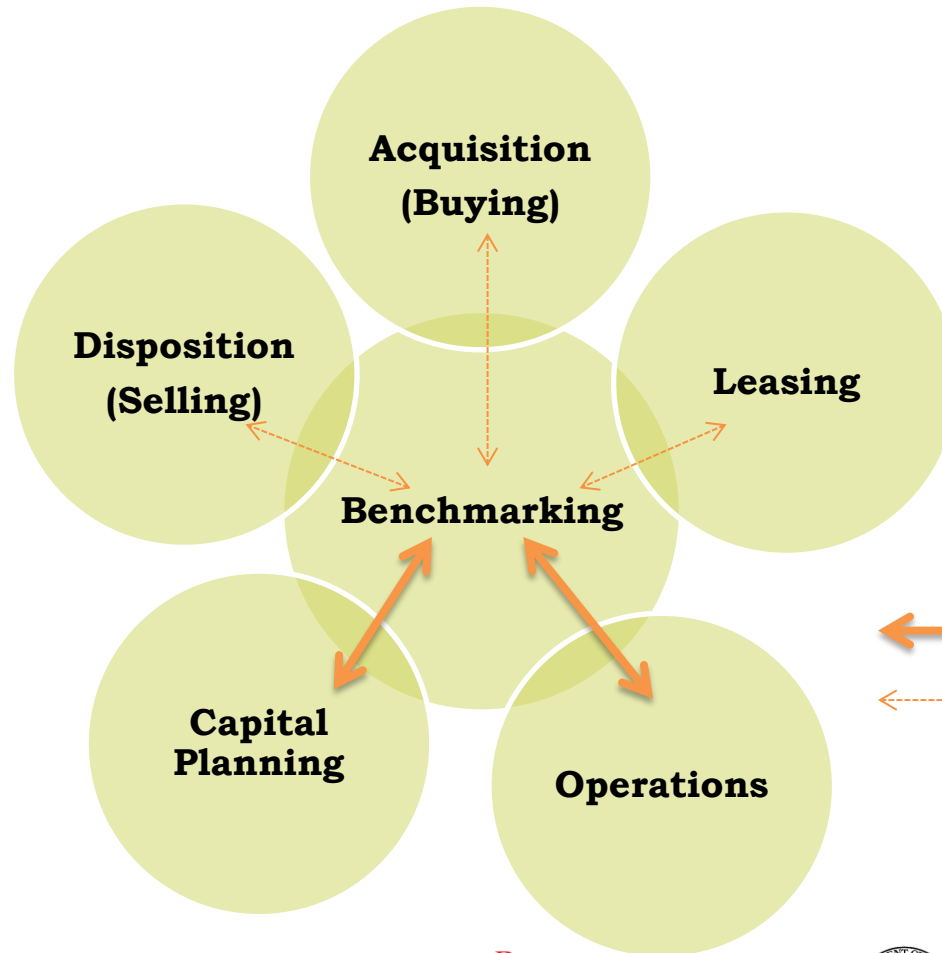 Acquisition
(Buying)
Disposition
(Selling)
Leasing
Benchmarking
Capital
Planning
Operations